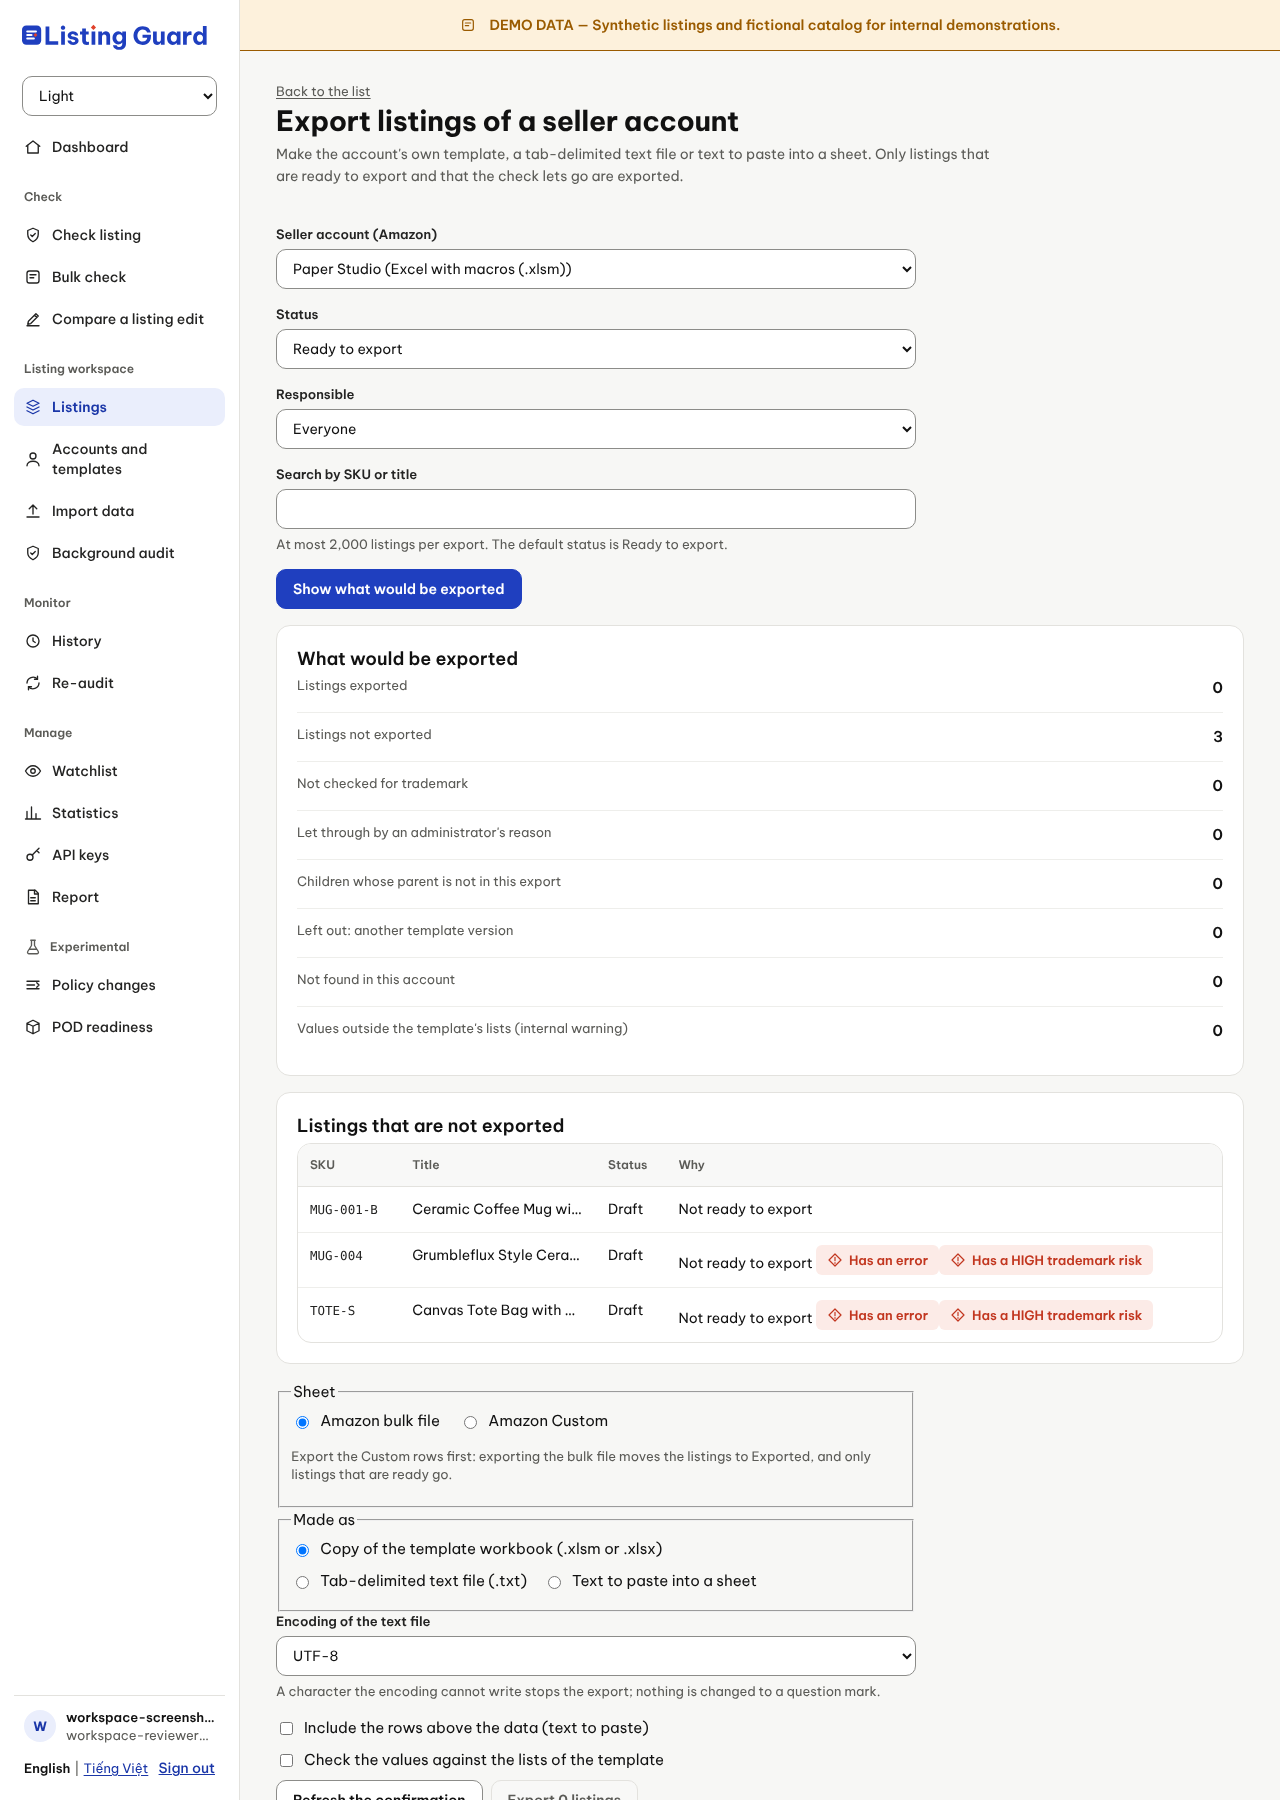 Listing Guard
Light
Dashboard
Check
Check listing
Bulk check
Compare a listing edit
Listing workspace
Listings
Accounts and
templates
Import data
Background audit
Monitor
History
Re-audit
Manage
Watchlist
Statistics
API keys
Report
Experimental
Policy changes
POD readiness
W
workspace-screensh...
workspace-reviewer...
English | Tiếng Việt Sign out
DEMO DATA — Synthetic listings and fictional catalog for internal demonstrations.
Back to the list
Export listings of a seller account
Make the account's own template, a tab-delimited text file or text to paste into a sheet. Only listings that
are ready to export and that the check lets go are exported.
Seller account (Amazon)
Paper Studio (Excel with macros (.xlsm))
Status
Ready to export
Responsible
Everyone
Search by SKU or title
At most 2,000 listings per export. The default status is Ready to export.
Show what would be exported
What would be exported
Listings exported 0
Listings not exported 3
Not checked for trademark 0
Let through by an administrator's reason 0
Children whose parent is not in this export 0
Left out: another template version 0
Not found in this account 0
Values outside the template's lists (internal warning) 0
Listings that are not exported
SKU Title Status Why
MUG-001-B Ceramic Coffee Mug wi... Draft Not ready to export
MUG-004 Grumbleflux Style Cera... Draft Not ready to export Has an error Has a HIGH trademark risk
TOTE-S Canvas Tote Bag with ... Draft Not ready to export Has an error Has a HIGH trademark risk
Sheet
Amazon bulk file Amazon Custom
Export the Custom rows first: exporting the bulk file moves the listings to Exported, and only
listings that are ready go.
Made as
Copy of the template workbook (.xlsm or .xlsx)
Tab-delimited text file (.txt) Text to paste into a sheet
Encoding of the text file
UTF-8
A character the encoding cannot write stops the export; nothing is changed to a question mark.
Include the rows above the data (text to paste)
Check the values against the lists of the template
Refresh the confirmation Export 0 listings